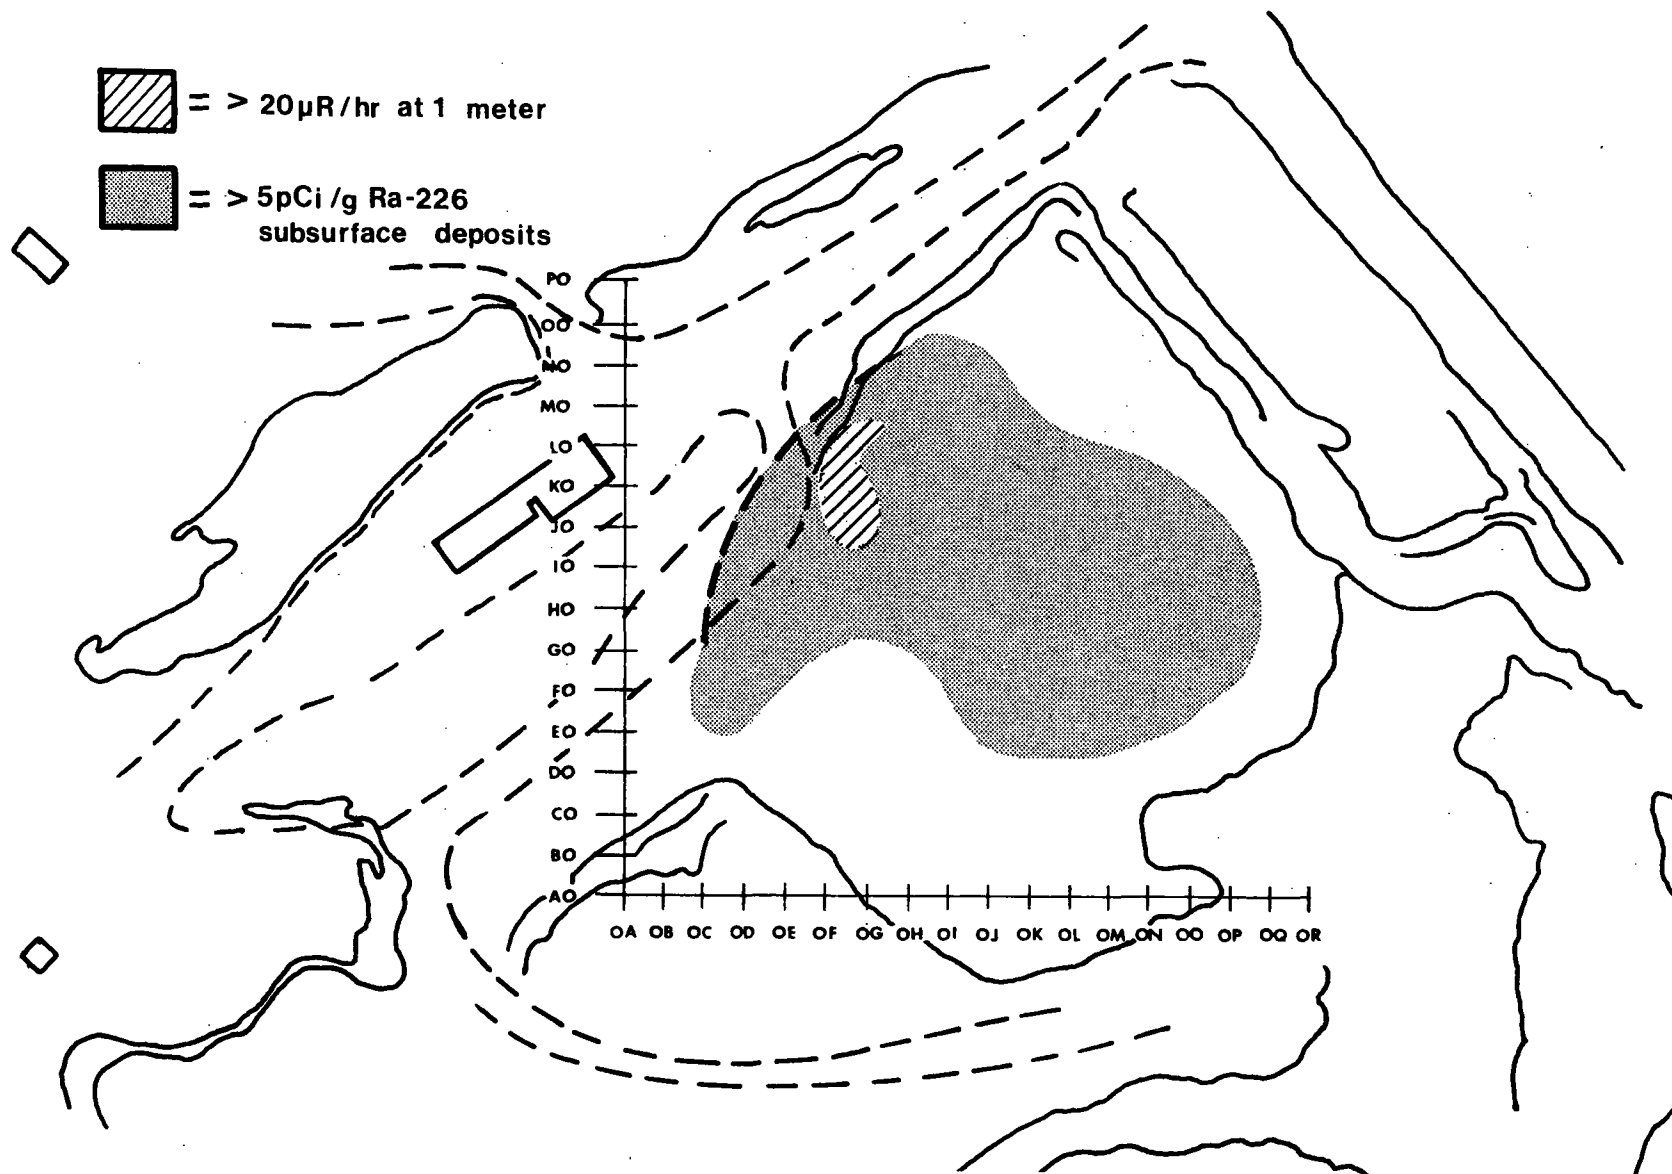 = > 20µR/hr at 1 meter
= > 5pCi/g Ra-226
subsurface deposits
PO
OO
NO
MO
LO
KO
JO
IO
HO
GO
FO
EO
DO
CO
BO
AO
OA OB OC OD OE OF OG OH OI OJ OK OL OM ON OO OP OQ OR